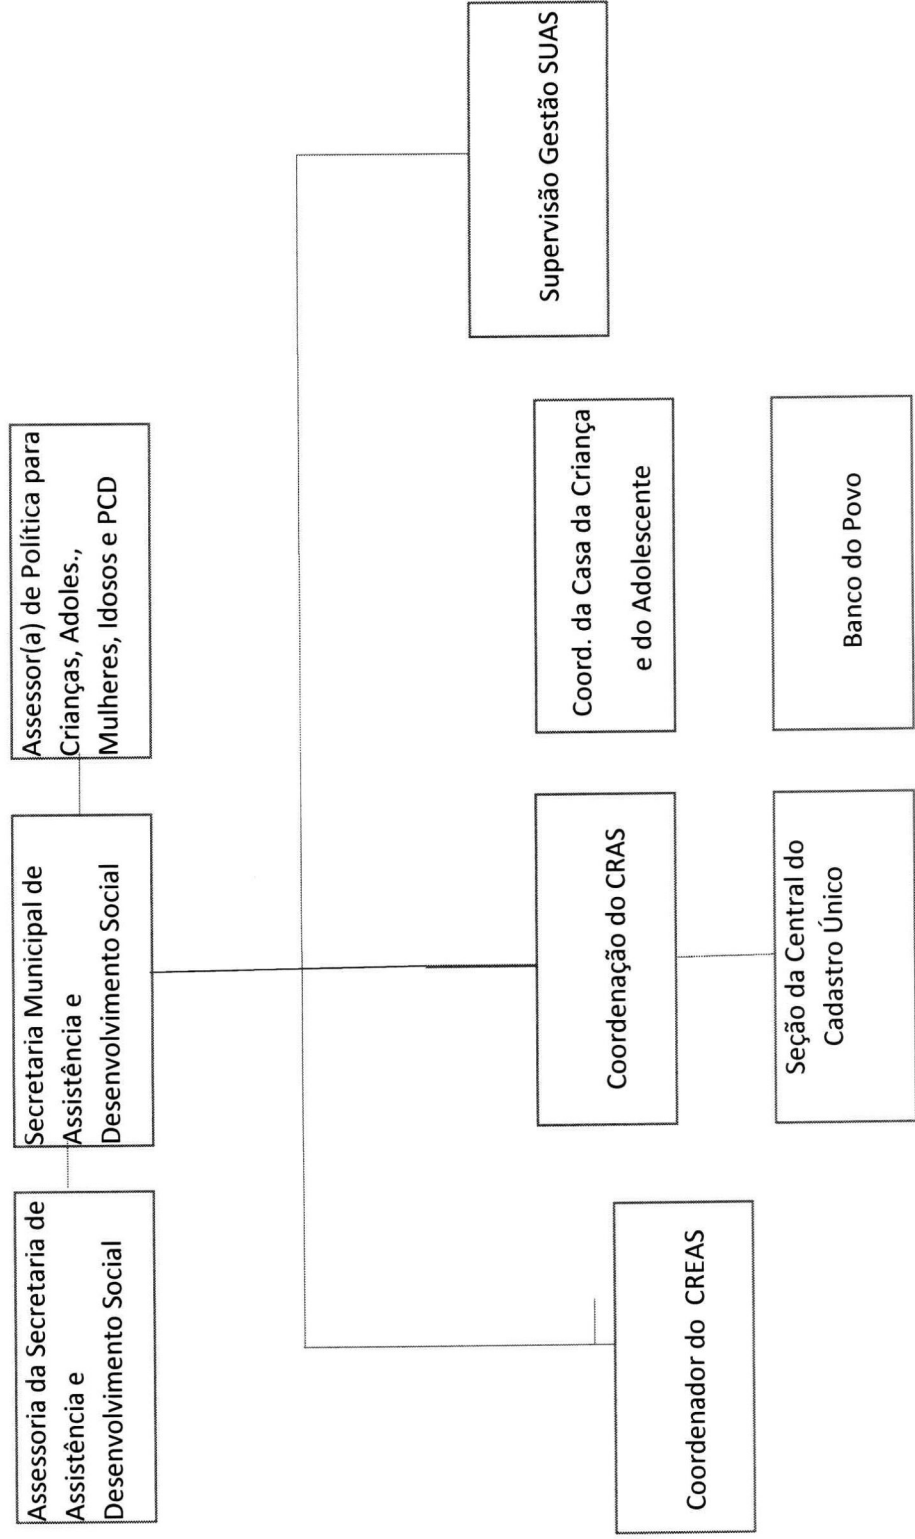 Assessoria da Secretaria de
Assistência e
Desenvolvimento Social
Secretaria Municipal de
Assistência e
Desenvolvimento Social
Assessor(a) de Política para
Crianças, Adoles.,
Mulheres, Idosos e PCD
Coordenador do CREAS
Coordenação do CRAS
Coord. da Casa da Criança
e do Adolescente
Supervisão Gestão SUAS
Seção da Central do
Cadastro Único
Banco do Povo